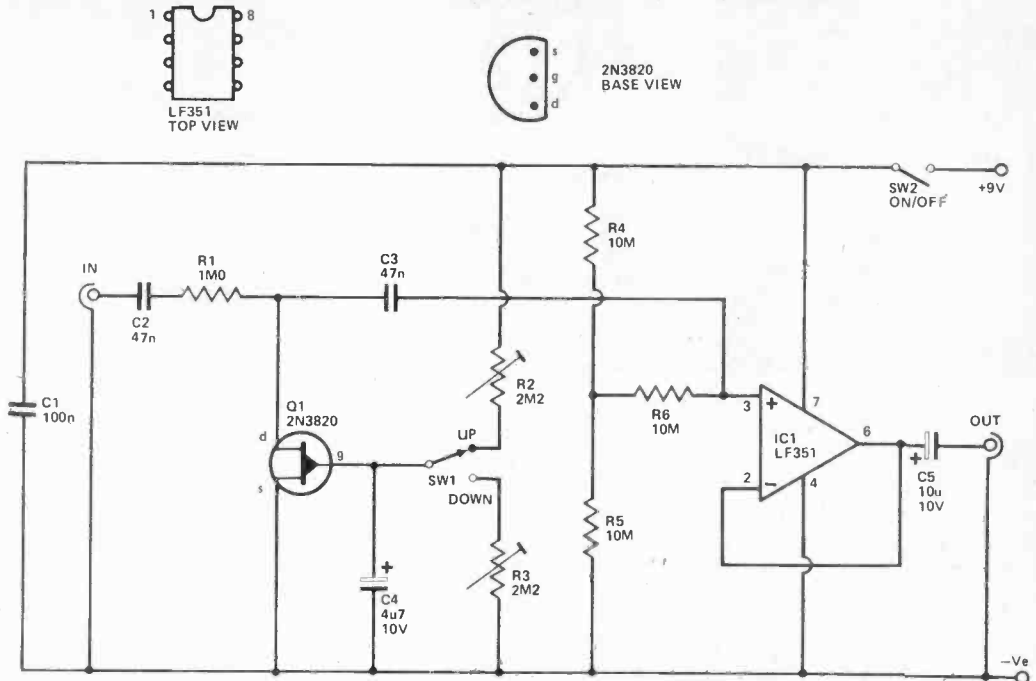 1 8
LF351
TOP VIEW
s
g
d
2N3820
BASE VIEW
SW2
ON/OFF
+9V
R4
10M
IN
R1
1M0
C3
47n
C2
47n
R2
2M2
C1
100n
Q1
2N3820
d
g
s
UP
SW1
DOWN
R6
10M
3
+
7
IC1
LF351
6
2
−
4
OUT
+
C5
10u
10V
R5
10M
R3
2M2
+
C4
4u7
10V
−Ve